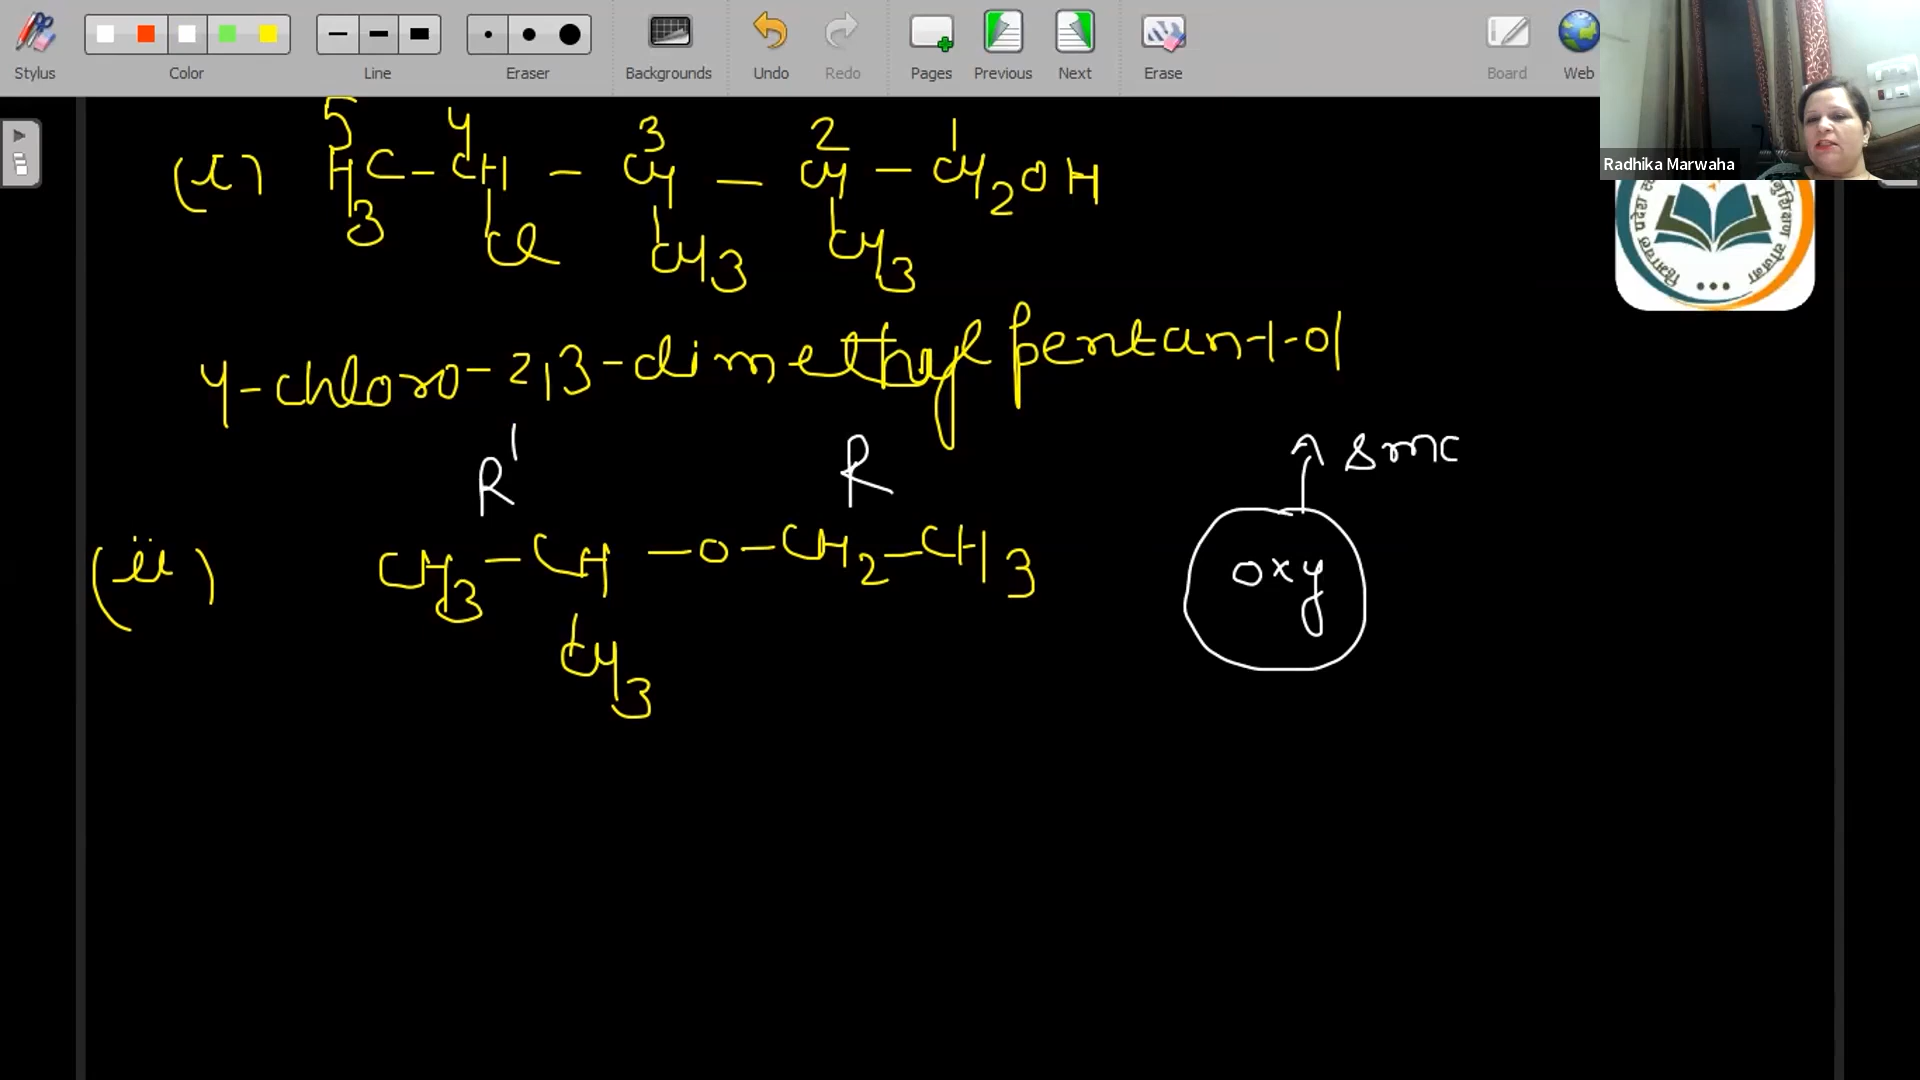 Stylus Color Line Eraser Backgrounds Undo Redo Pages Previous Next Erase Board Web
Radhika Marwaha
5 4 3 2 1
(i) H3C - CH - CH - CH - CH2OH
Cl CH3 CH3
4-chloro-2,3-dimethylpentan-1-ol
R' R
↑ smc
(ii) CH3 - CH - O - CH2 - CH3
oxy
CH3